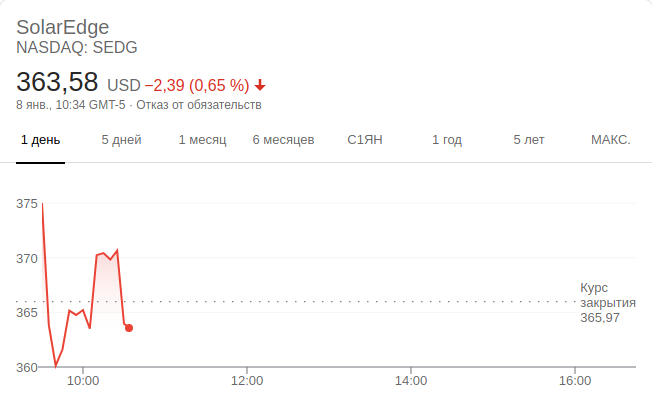 SolarEdge
NASDAQ: SEDG
363,58 USD −2,39 (0,65 %)
8 янв., 10:34 GMT-5 · Отказ от обязательств
1 день 5 дней 1 месяц 6 месяцев С1ЯН 1 год 5 лет МАКС.
375
370
Курс
закрытия
365,97
365
360
10:00 12:00 14:00 16:00